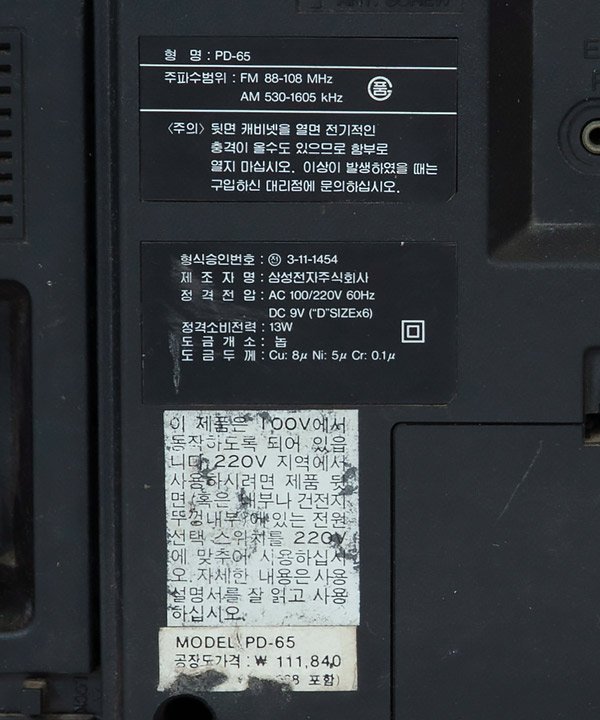 형 명 : PD-65
주파수범위 : FM 88-108 MHz
AM 530-1605 kHz
품
〈주의〉 뒷면 캐비넷을 열면 전기적인
충격이 올수도 있으므로 함부로
열지 마십시오. 이상이 발생하였을 때는
구입하신 대리점에 문의하십시오.
형식승인번호 : ㉠ 3-11-1454
제 조 자 명 : 삼성전자주식회사
정 격 전 압 : AC 100/220V 60Hz
DC 9V ("D"SIZEx6)
정격소비전력 : 13W
도 금 개 소 : 놉
도 금 두 께 : Cu: 8μ Ni: 5μ Cr: 0.1μ
이 제품은 100V에서
동작하도록 되어 있읍
니다. 220V 지역에서
사용하시려면 제품 뒷
면(혹은 내부나 건전지
뚜껑내부)에 있는 전원
선택 스위치를 220V
에 맞추어 사용하십시
오. 자세한 내용은 사용
설명서를 잘 읽고 사용
하십시오.
MODEL PD-65
공장도가격 : ₩ 111,840
포함)